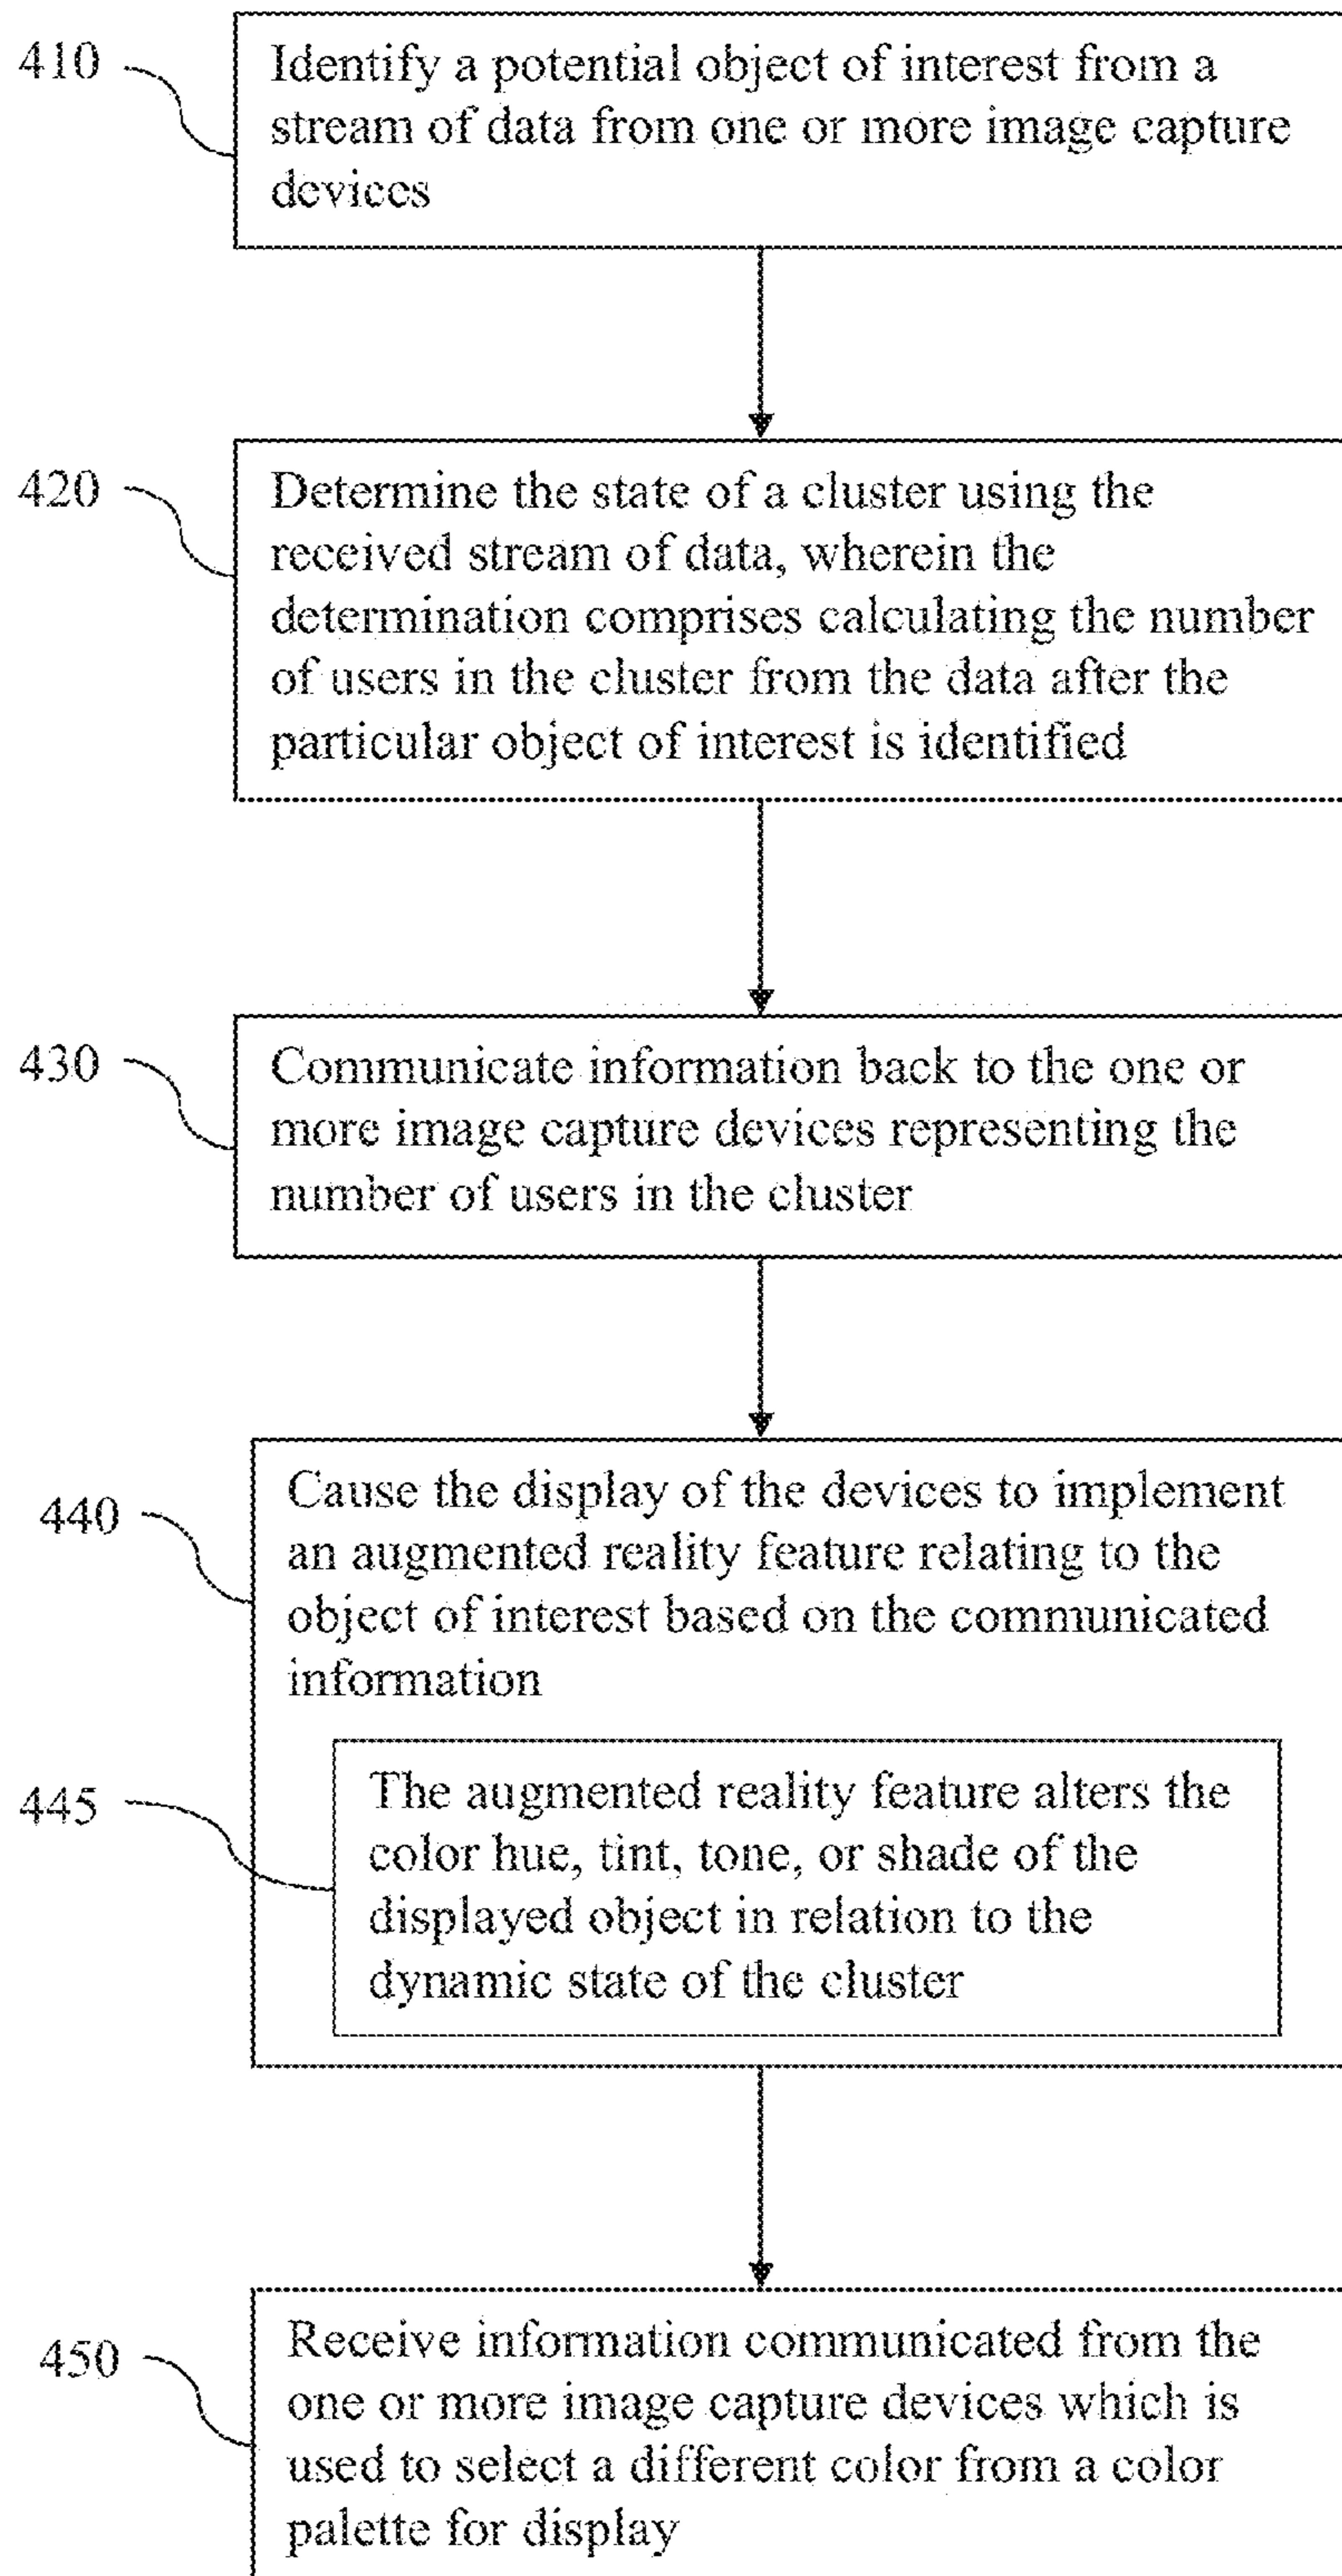 410
Identify a potential object of interest from a
stream of data from one or more image capture
devices
420
Determine the state of a cluster using the
received stream of data, wherein the
determination comprises calculating the number
of users in the cluster from the data after the
particular object of interest is identified
430
Communicate information back to the one or
more image capture devices representing the
number of users in the cluster
440
Cause the display of the devices to implement
an augmented reality feature relating to the
object of interest based on the communicated
information
445
The augmented reality feature alters the
color hue, tint, tone, or shade of the
displayed object in relation to the
dynamic state of the cluster
450
Receive information communicated from the
one or more image capture devices which is
used to select a different color from a color
palette for display